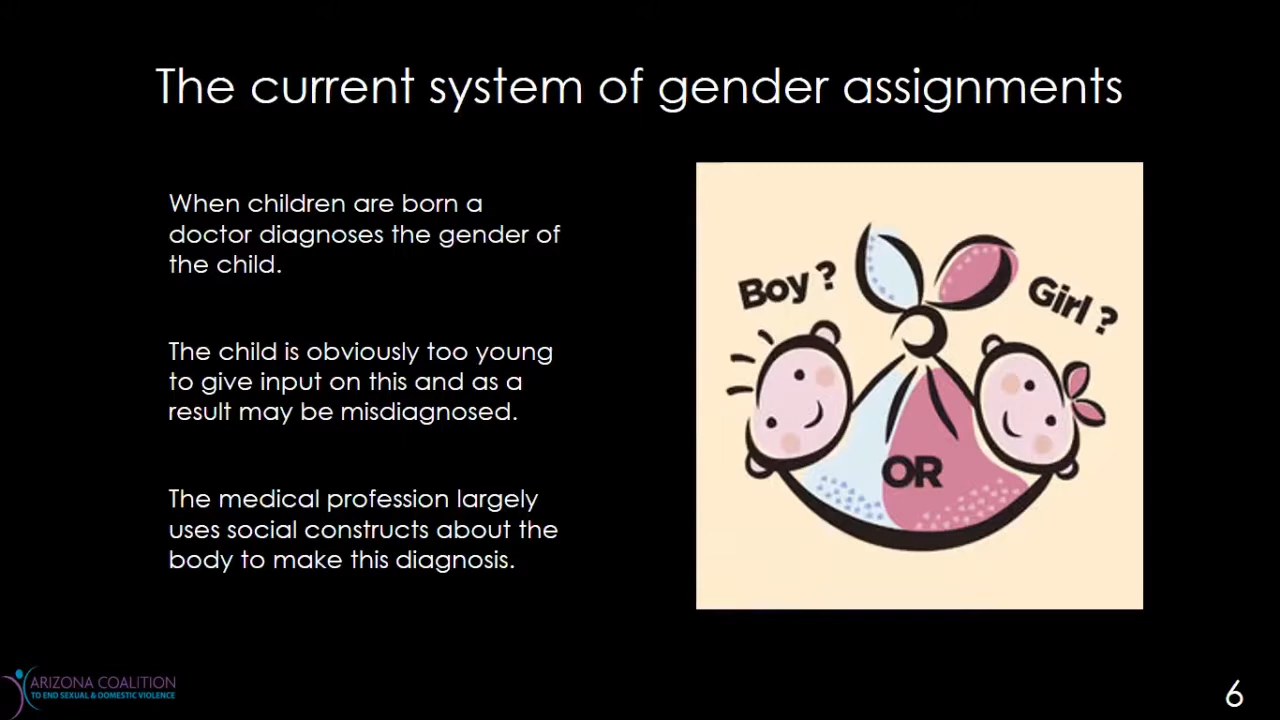 The current system of gender assignments
When children are born a
doctor diagnoses the gender of
the child.
The child is obviously too young
to give input on this and as a
result may be misdiagnosed.
The medical profession largely
uses social constructs about the
body to make this diagnosis.
Boy ?
Girl ?
OR
ARIZONA COALITION
TO END SEXUAL & DOMESTIC VIOLENCE
6